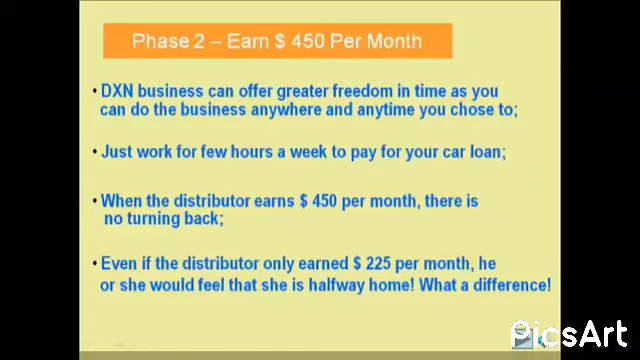 Phase 2 – Earn $ 450 Per Month
• DXN business can offer greater freedom in time as you
can do the business anywhere and anytime you chose to;
• Just work for few hours a week to pay for your car loan;
• When the distributor earns $ 450 per month, there is
no turning back;
• Even if the distributor only earned $ 225 per month, he
or she would feel that she is halfway home! What a difference!
PicsArt